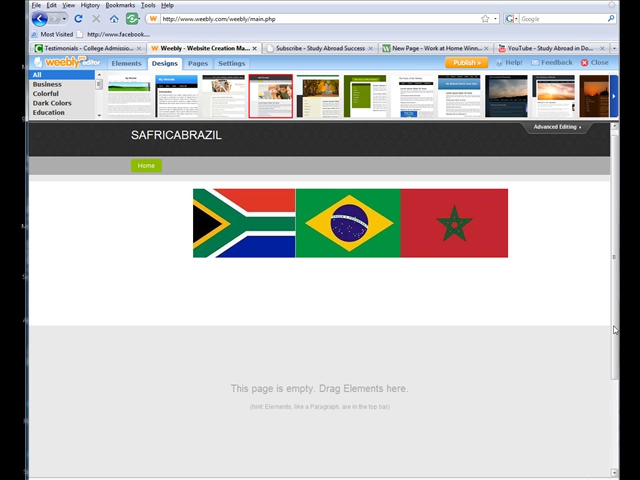 File Edit View History Bookmarks Tools Help
http://www.weebly.com/weebly/main.php
Google
Most Visited http://www.facebook....
Testimonials - College Admissio...
Weebly - Website Creation Ma...
Subscribe - Study Abroad Success
New Page - Work at Home Winn...
YouTube - Study Abroad in Do...
weebly Elements Designs Pages Settings Publish » Help! Feedback Close
All
Business
Colorful
Dark Colors
Education
Advanced Editing
SAFRICABRAZIL
Home
This page is empty. Drag Elements here.
(hint: Elements, like a Paragraph, are in the top bar)